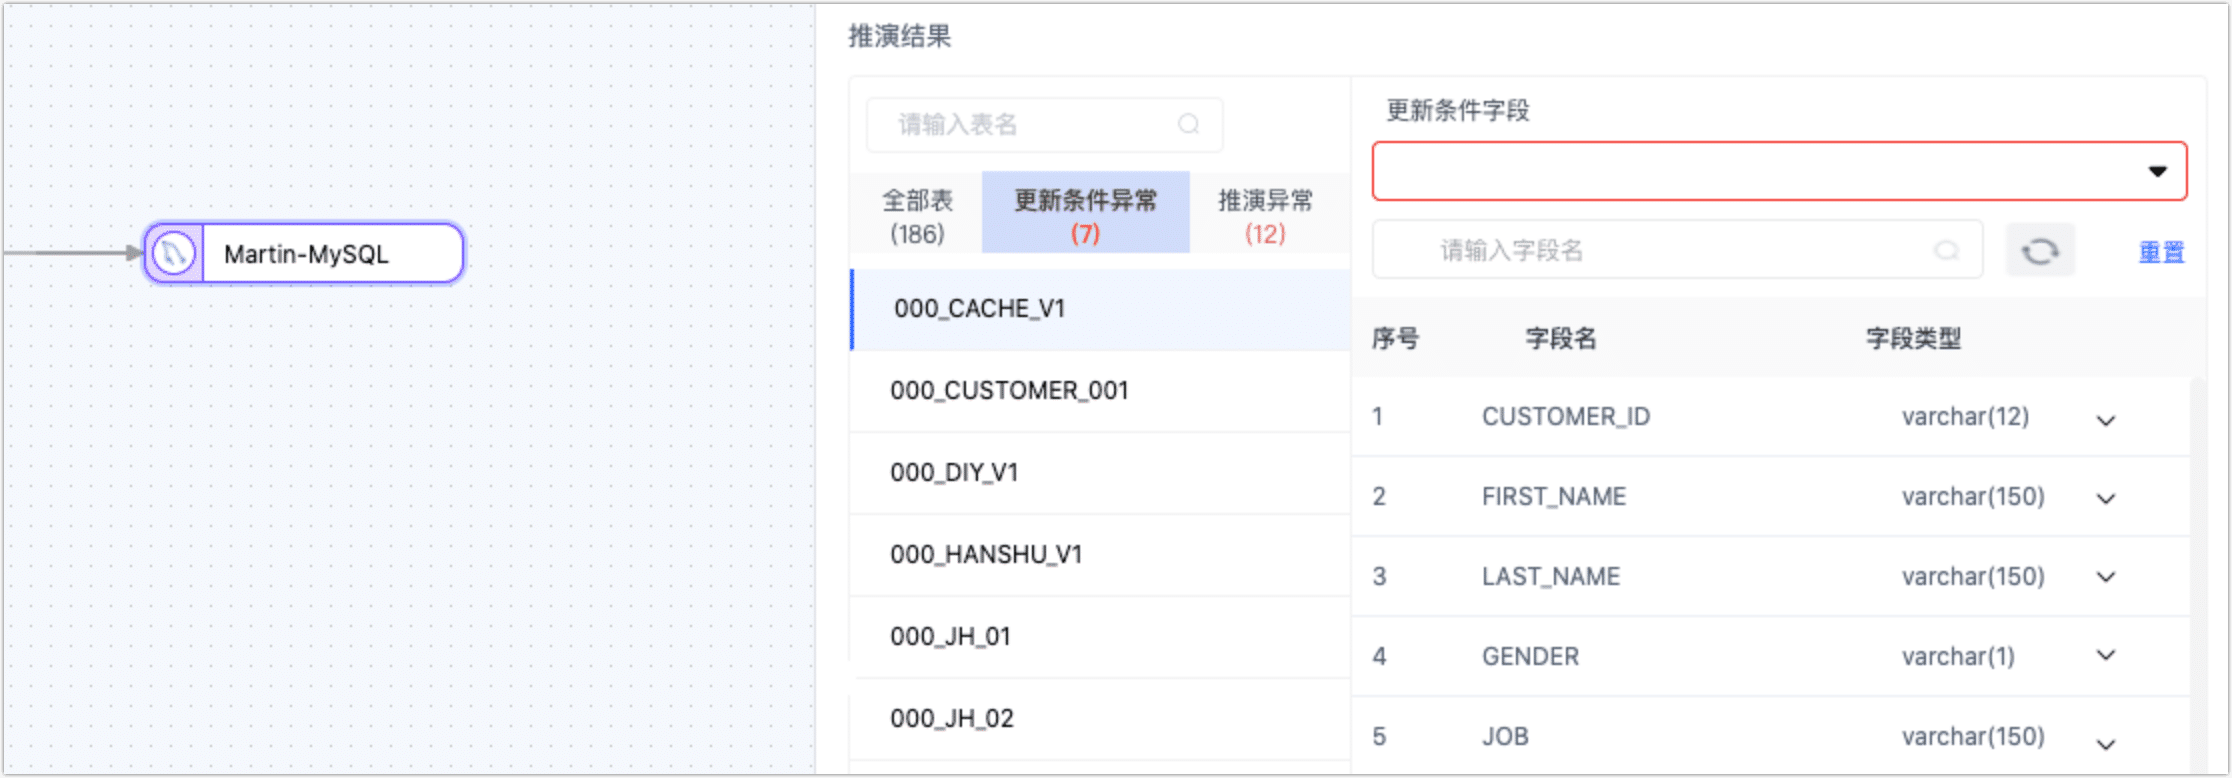 Martin-MySQL
推演结果
请输入表名
全部表
(186)
更新条件异常
(7)
推演异常
(12)
000_CACHE_V1
000_CUSTOMER_001
000_DIY_V1
000_HANSHU_V1
000_JH_01
000_JH_02
更新条件字段
请输入字段名
重置
序号 字段名 字段类型
1 CUSTOMER_ID varchar(12)
2 FIRST_NAME varchar(150)
3 LAST_NAME varchar(150)
4 GENDER varchar(1)
5 JOB varchar(150)